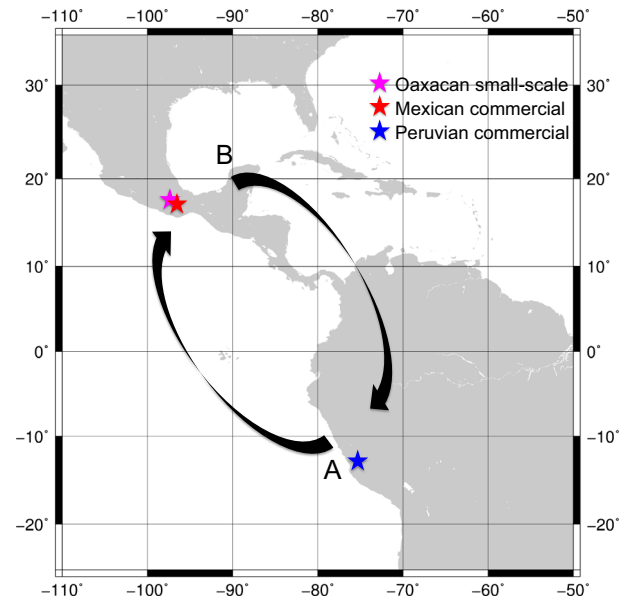 −110˚ −100˚ −90˚ −80˚ −70˚ −60˚ −50˚
30˚ 30˚
Oaxacan small-scale
Mexican commercial
Peruvian commercial
B
20˚ 20˚
10˚ 10˚
0˚ 0˚
−10˚ −10˚
A
−20˚ −20˚
−110˚ −100˚ −90˚ −80˚ −70˚ −60˚ −50˚